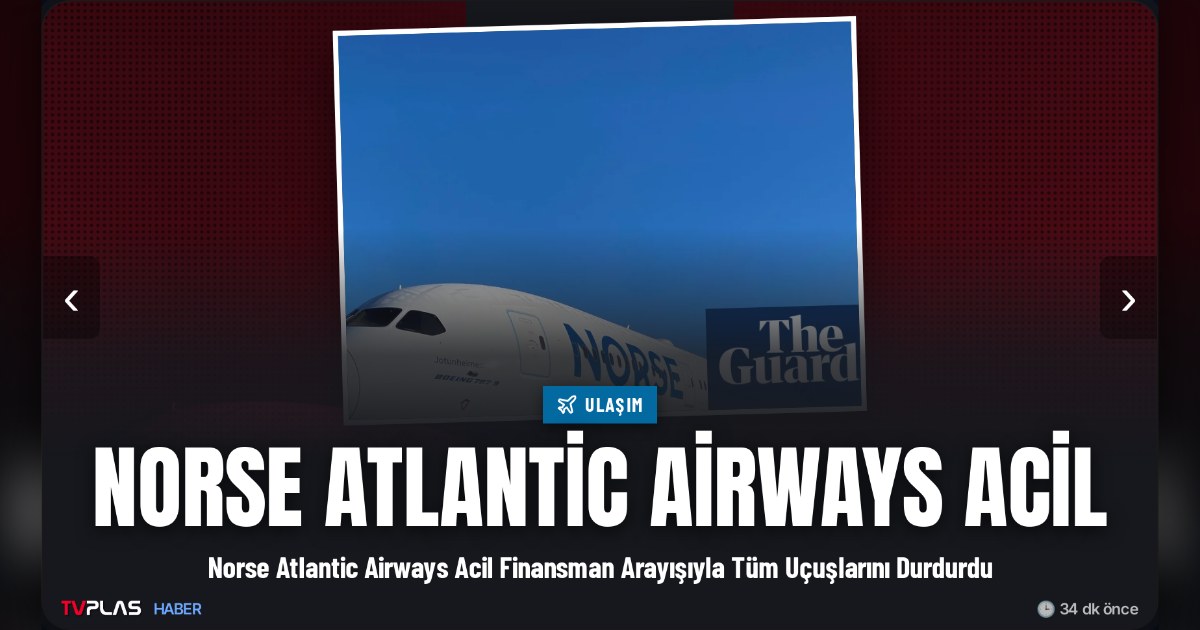 NORSE
The
Guard
ULAŞIM
NORSE ATLANTİC AİRWAYS ACİL
Norse Atlantic Airways Acil Finansman Arayışıyla Tüm Uçuşlarını Durdurdu
TVPLAS HABER
34 dk önce